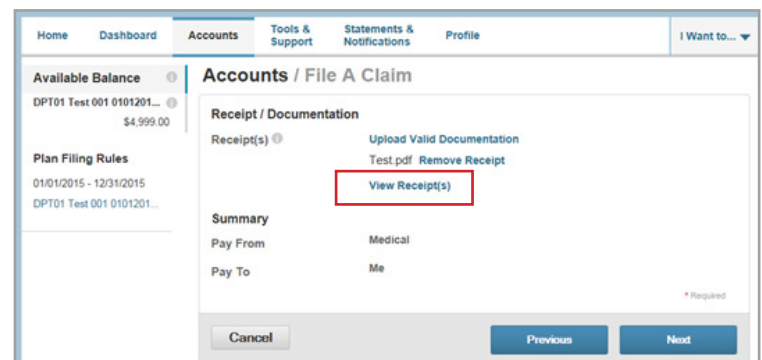 Home Dashboard Accounts Tools & Support Statements & Notifications Profile I Want to...
Available Balance
DPT01 Test 001 0101201...
$4,999.00
Plan Filing Rules
01/01/2015 - 12/31/2015
DPT01 Test 001 0101201...
Accounts / File A Claim
Receipt / Documentation
Receipt(s) Upload Valid Documentation
Test.pdf Remove Receipt
View Receipt(s)
Summary
Pay From Medical
Pay To Me
* Required
Cancel Previous Next